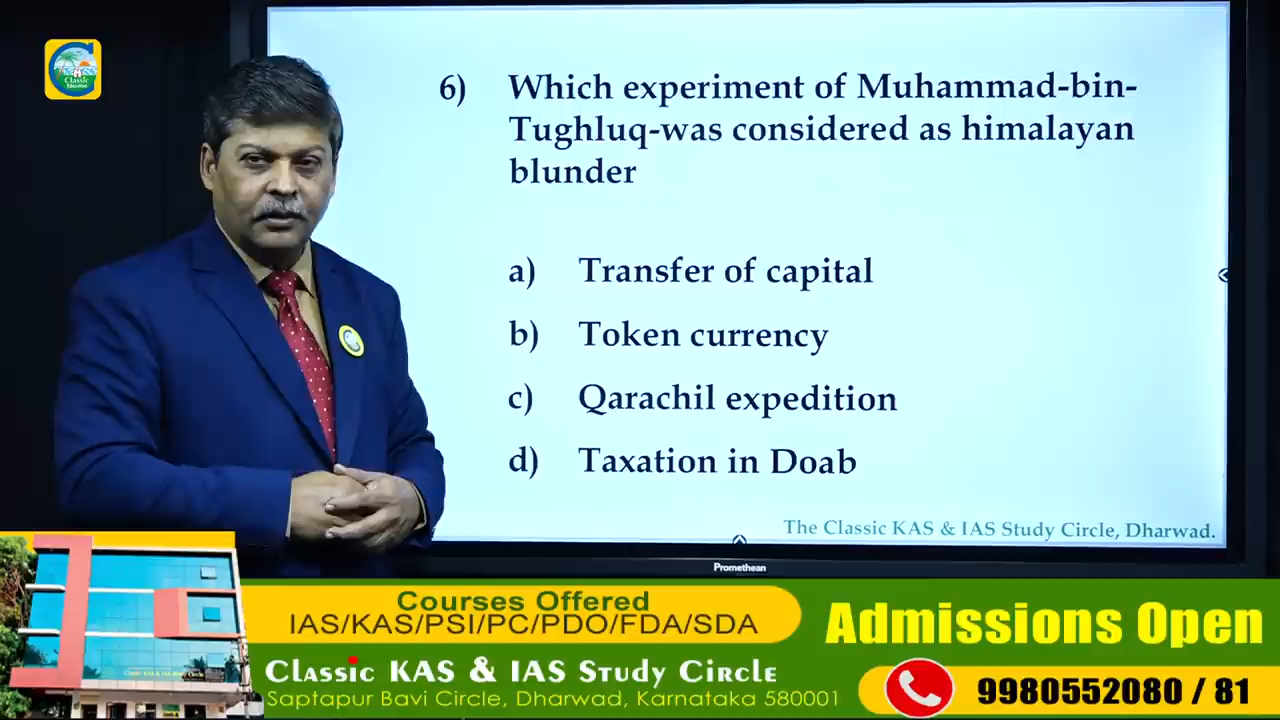 Classic
Education
6) Which experiment of Muhammad-bin-
Tughluq-was considered as himalayan
blunder
a) Transfer of capital
b) Token currency
c) Qarachil expedition
d) Taxation in Doab
The Classic KAS & IAS Study Circle, Dharwad.
Promethean
Courses Offered
IAS/KAS/PSI/PC/PDO/FDA/SDA
Classic KAS & IAS Study Circle
Saptapur Bavi Circle, Dharwad, Karnataka 580001
Admissions Open
9980552080 / 81